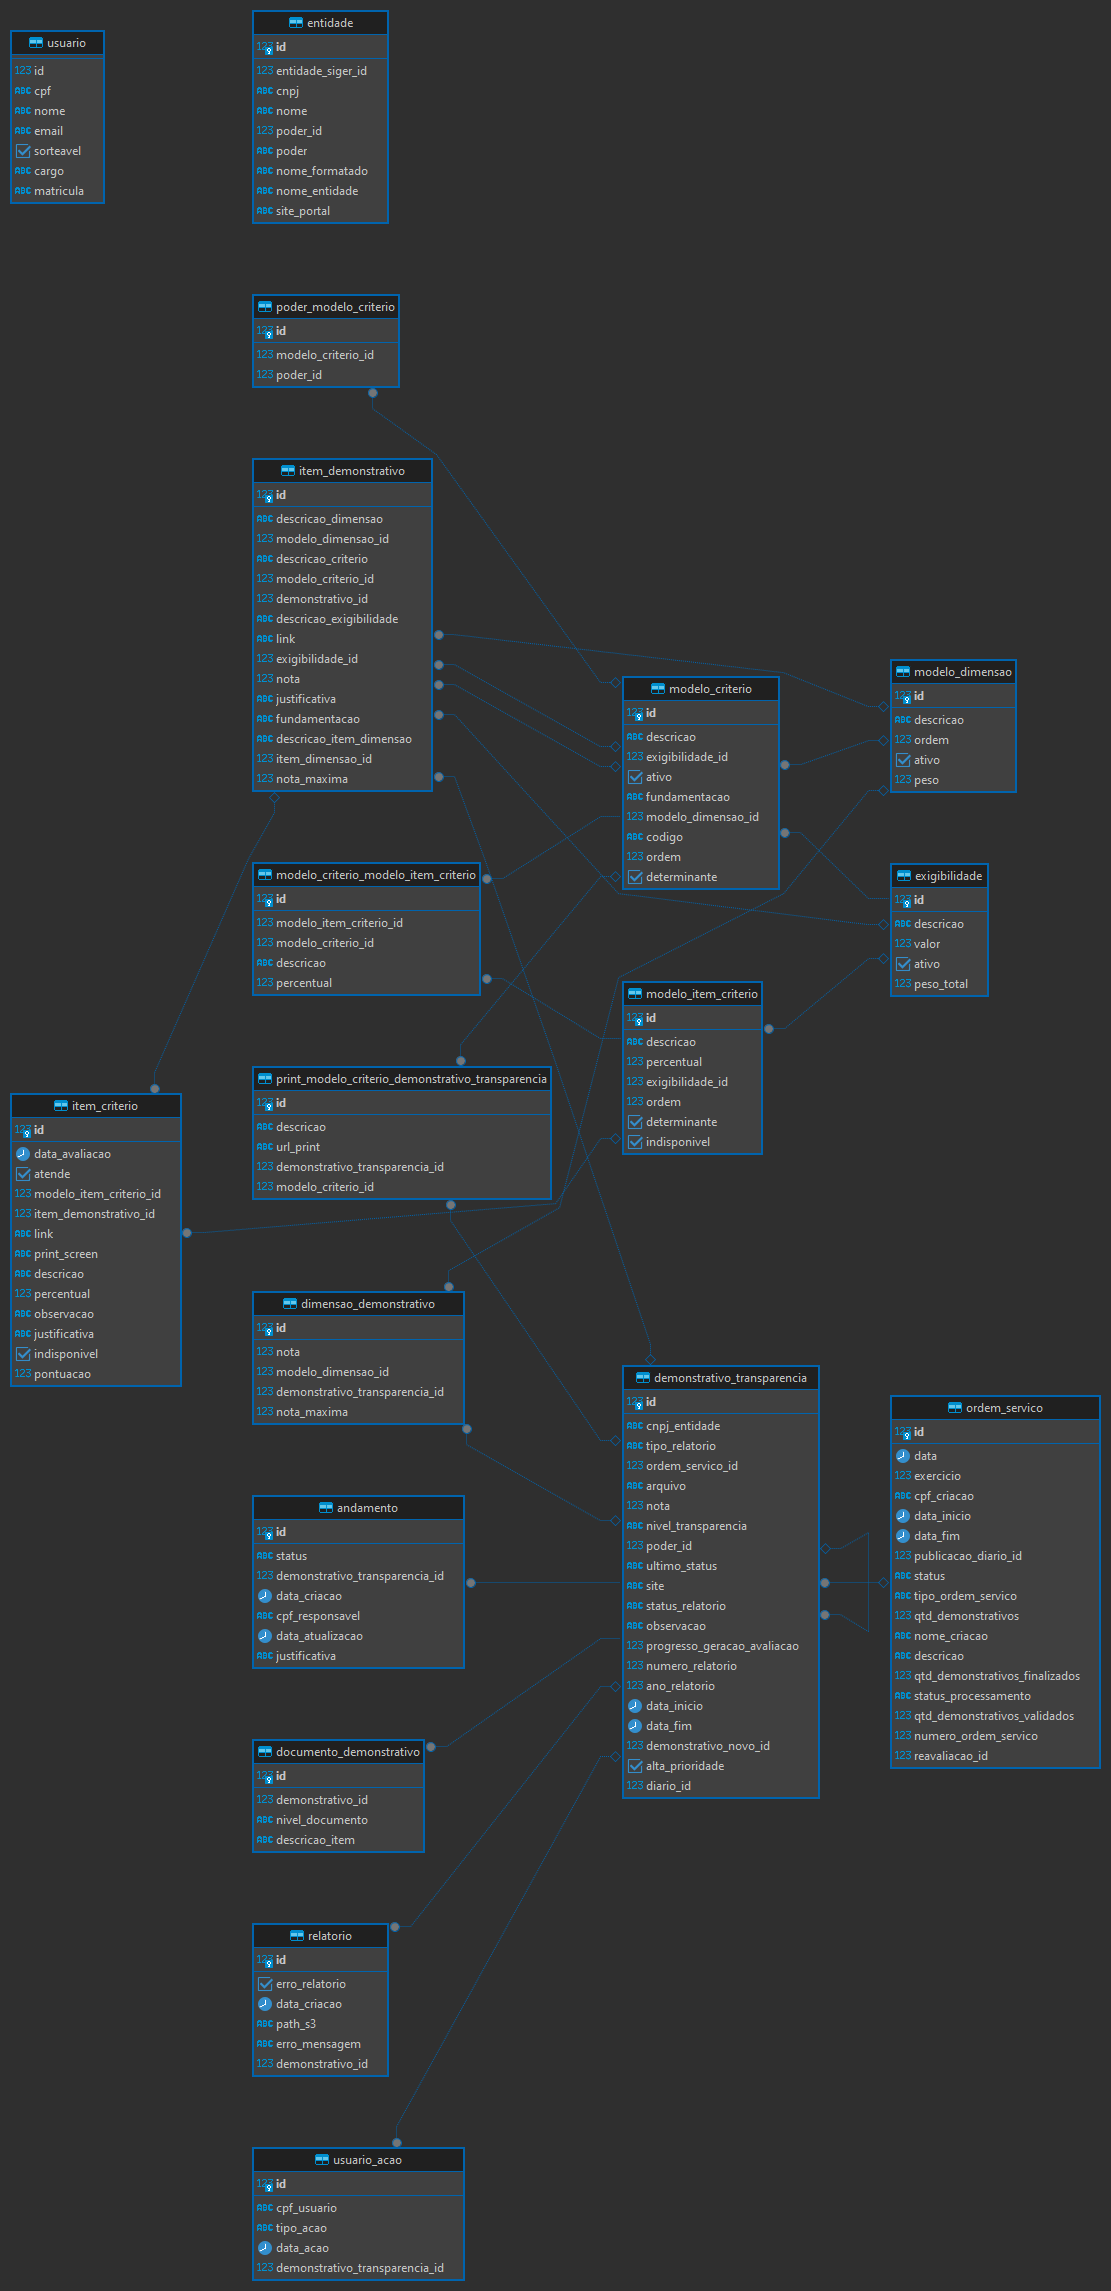 usuario
123 id
ABC cpf
ABC nome
ABC email
sorteavel
ABC cargo
ABC matricula
entidade
123 id
123 entidade_siger_id
ABC cnpj
ABC nome
123 poder_id
ABC poder
ABC nome_formatado
ABC nome_entidade
ABC site_portal
poder_modelo_criterio
123 id
123 modelo_criterio_id
123 poder_id
item_demonstrativo
123 id
ABC descricao_dimensao
123 modelo_dimensao_id
ABC descricao_criterio
123 modelo_criterio_id
123 demonstrativo_id
ABC descricao_exigibilidade
ABC link
123 exigibilidade_id
123 nota
ABC justificativa
ABC fundamentacao
ABC descricao_item_dimensao
123 item_dimensao_id
123 nota_maxima
modelo_criterio
123 id
ABC descricao
123 exigibilidade_id
ativo
ABC fundamentacao
123 modelo_dimensao_id
ABC codigo
123 ordem
determinante
modelo_dimensao
123 id
ABC descricao
123 ordem
ativo
123 peso
modelo_criterio_modelo_item_criterio
123 id
123 modelo_item_criterio_id
123 modelo_criterio_id
ABC descricao
123 percentual
exigibilidade
123 id
ABC descricao
123 valor
ativo
123 peso_total
modelo_item_criterio
123 id
ABC descricao
123 percentual
123 exigibilidade_id
123 ordem
determinante
indisponivel
print_modelo_criterio_demonstrativo_transparencia
123 id
ABC descricao
ABC url_print
123 demonstrativo_transparencia_id
123 modelo_criterio_id
item_criterio
123 id
data_avaliacao
atende
123 modelo_item_criterio_id
123 item_demonstrativo_id
ABC link
ABC print_screen
ABC descricao
123 percentual
ABC observacao
ABC justificativa
indisponivel
123 pontuacao
dimensao_demonstrativo
123 id
123 nota
123 modelo_dimensao_id
123 demonstrativo_transparencia_id
123 nota_maxima
demonstrativo_transparencia
123 id
ABC cnpj_entidade
ABC tipo_relatorio
123 ordem_servico_id
ABC arquivo
123 nota
ABC nivel_transparencia
123 poder_id
ABC ultimo_status
ABC site
ABC status_relatorio
ABC observacao
123 progresso_geracao_avaliacao
123 numero_relatorio
123 ano_relatorio
data_inicio
data_fim
123 demonstrativo_novo_id
alta_prioridade
123 diario_id
ordem_servico
123 id
data
123 exercicio
ABC cpf_criacao
data_inicio
data_fim
123 publicacao_diario_id
ABC status
ABC tipo_ordem_servico
123 qtd_demonstrativos
ABC nome_criacao
ABC descricao
123 qtd_demonstrativos_finalizados
ABC status_processamento
123 qtd_demonstrativos_validados
123 numero_ordem_servico
123 reavaliacao_id
andamento
123 id
ABC status
123 demonstrativo_transparencia_id
data_criacao
ABC cpf_responsavel
data_atualizacao
ABC justificativa
documento_demonstrativo
123 id
123 demonstrativo_id
ABC nivel_documento
ABC descricao_item
relatorio
123 id
erro_relatorio
data_criacao
ABC path_s3
ABC erro_mensagem
123 demonstrativo_id
usuario_acao
123 id
ABC cpf_usuario
ABC tipo_acao
data_acao
123 demonstrativo_transparencia_id